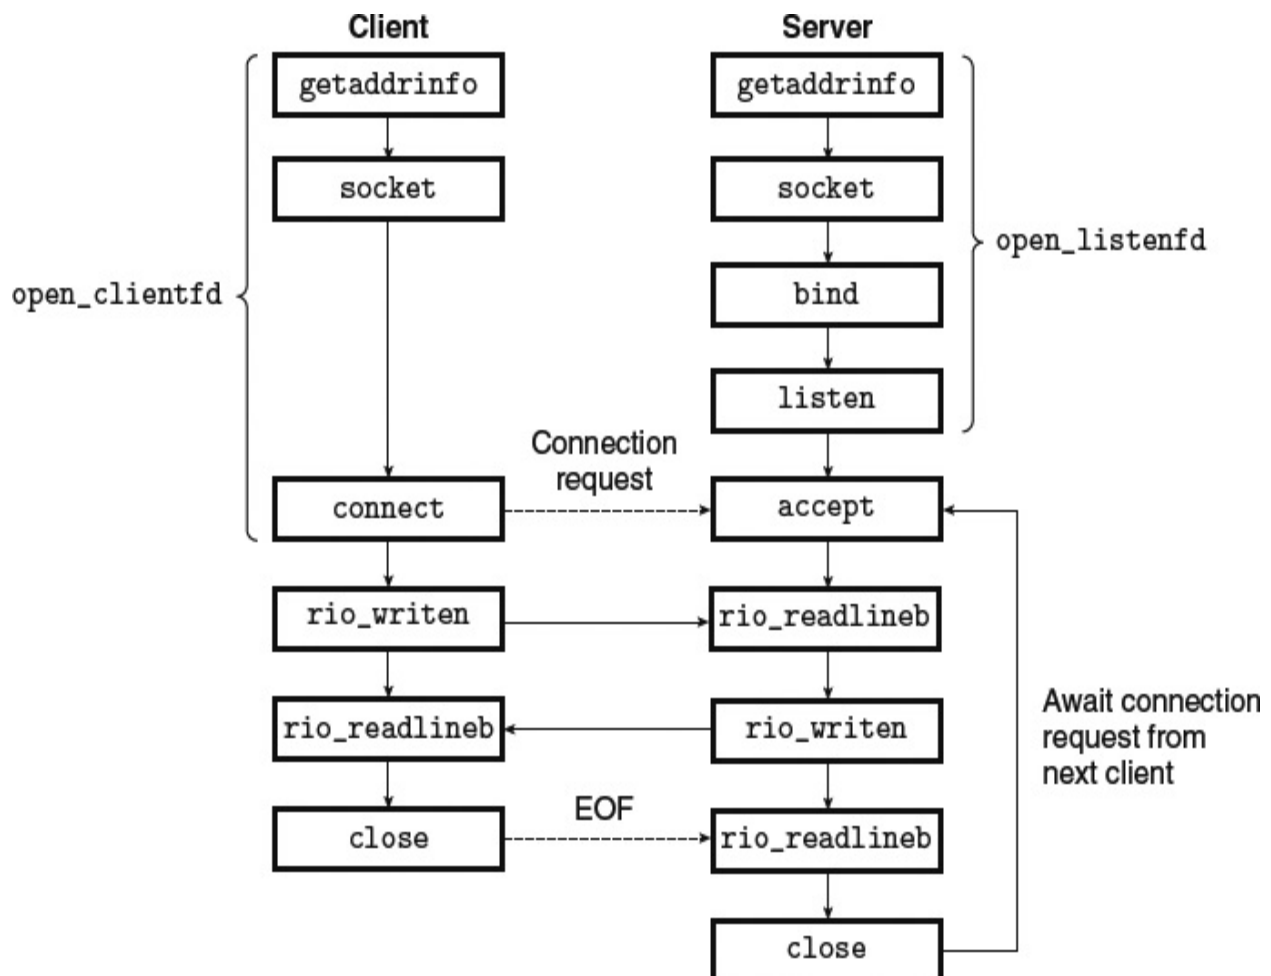 Client
Server
getaddrinfo
getaddrinfo
socket
socket
open_listenfd
open_clientfd
bind
listen
Connection
request
connect
accept
rio_writen
rio_readlineb
rio_readlineb
rio_writen
Await connection
request from
next client
EOF
close
rio_readlineb
close